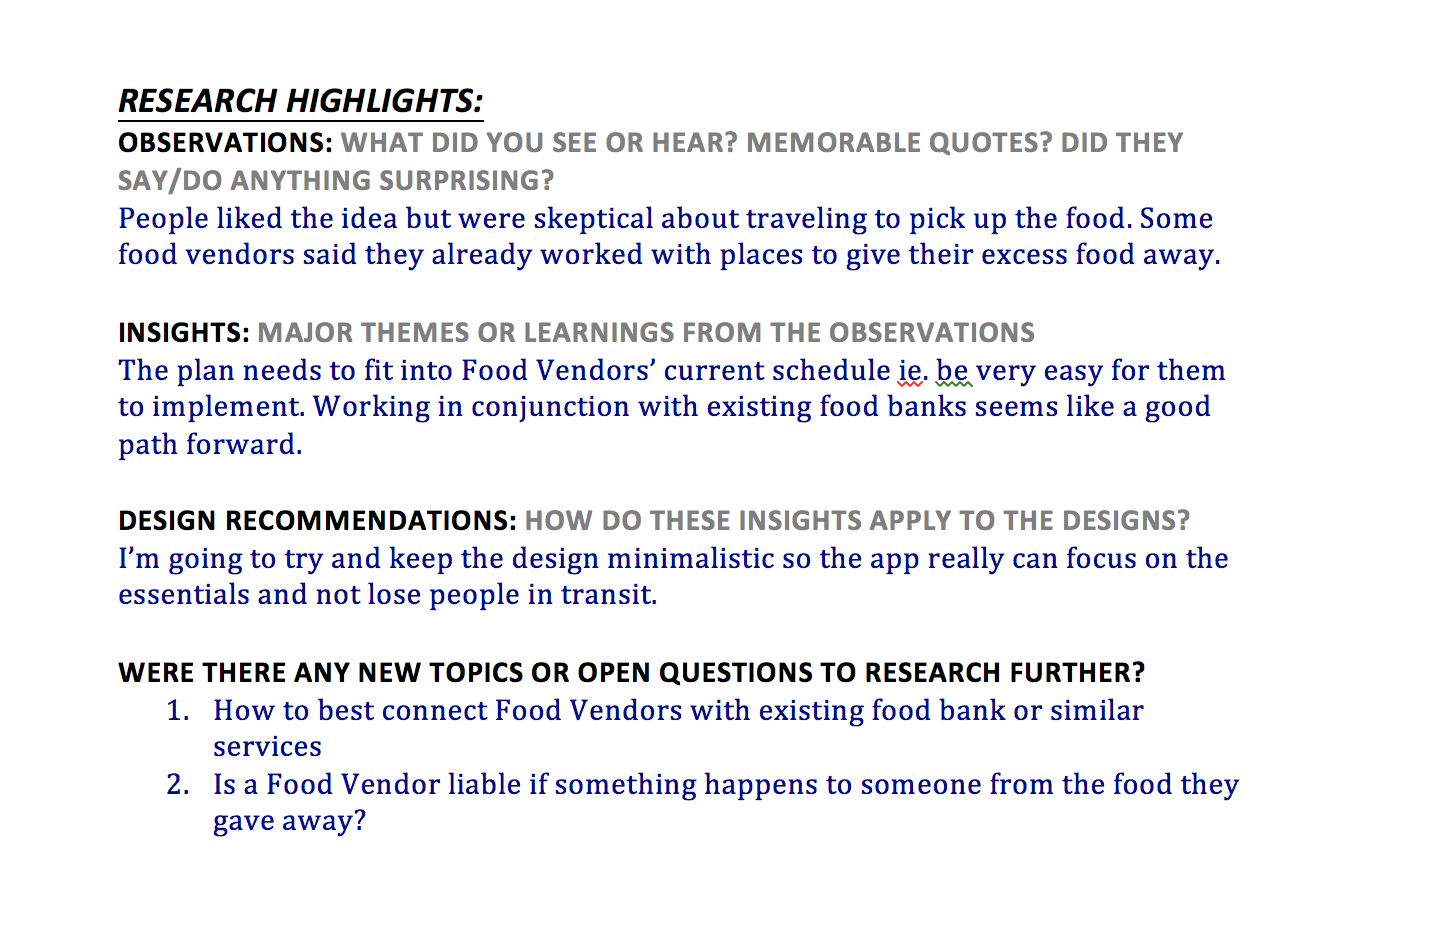 RESEARCH HIGHLIGHTS:
OBSERVATIONS: WHAT DID YOU SEE OR HEAR? MEMORABLE QUOTES? DID THEY
SAY/DO ANYTHING SURPRISING?
People liked the idea but were skeptical about traveling to pick up the food. Some
food vendors said they already worked with places to give their excess food away.
INSIGHTS: MAJOR THEMES OR LEARNINGS FROM THE OBSERVATIONS
The plan needs to fit into Food Vendors’ current schedule ie. be very easy for them
to implement. Working in conjunction with existing food banks seems like a good
path forward.
DESIGN RECOMMENDATIONS: HOW DO THESE INSIGHTS APPLY TO THE DESIGNS?
I’m going to try and keep the design minimalistic so the app really can focus on the
essentials and not lose people in transit.
WERE THERE ANY NEW TOPICS OR OPEN QUESTIONS TO RESEARCH FURTHER?
1. How to best connect Food Vendors with existing food bank or similar
services
2. Is a Food Vendor liable if something happens to someone from the food they
gave away?